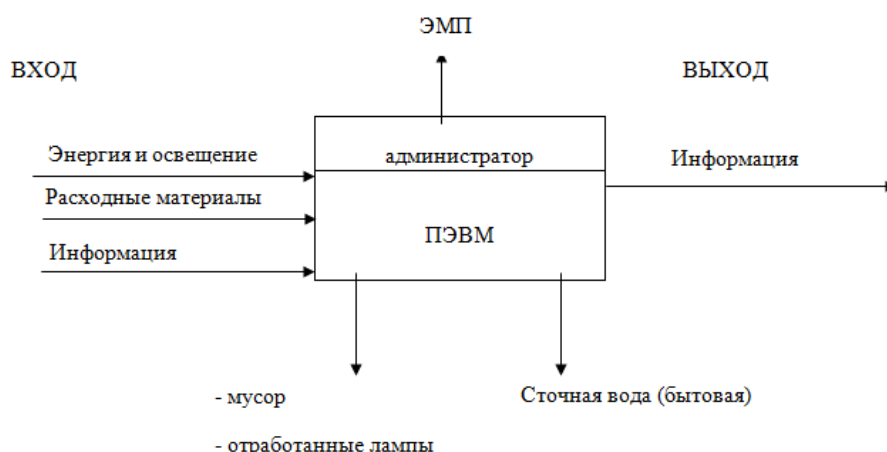 ЭМП
ВХОД
ВЫХОД
Энергия и освещение
администратор
Информация
Расходные материалы
ПЭВМ
Информация
- мусор
Сточная вода (бытовая)
- отработанные лампы